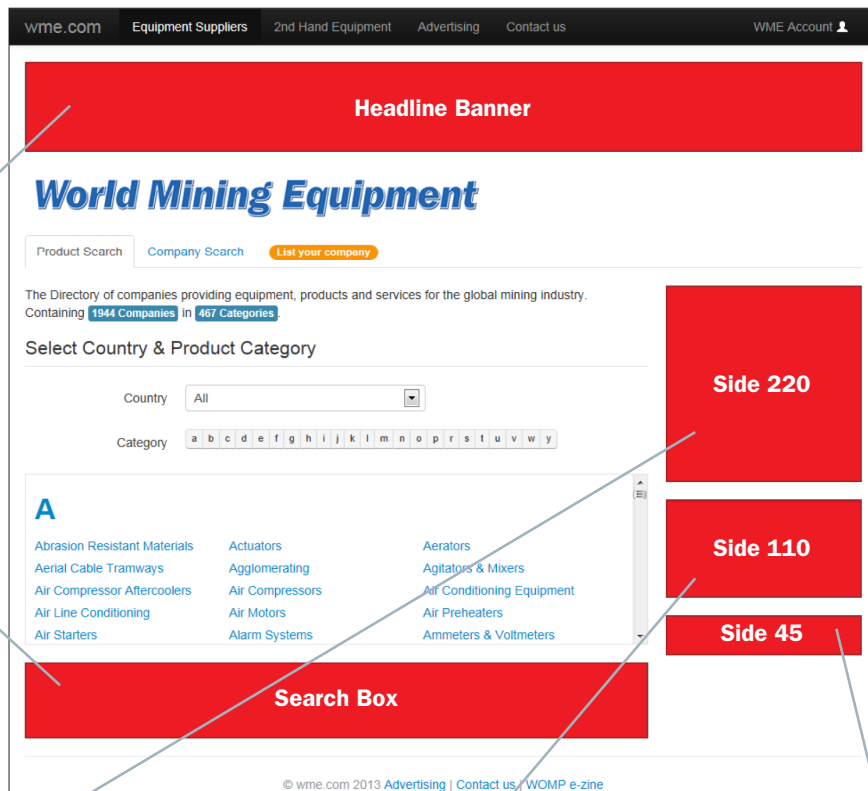 wme.com Equipment Suppliers 2nd Hand Equipment Advertising Contact us WME Account
Headline Banner
World Mining Equipment
Product Search Company Search List your company
The Directory of companies providing equipment, products and services for the global mining industry.
Containing 1944 Companies in 467 Categories.
Select Country & Product Category
Country All
Category a b c d e f g h i j k l m n o p r s t u v w y
A
Abrasion Resistant Materials Actuators Aerators
Aerial Cable Tramways Agglomerating Agitators & Mixers
Air Compressor Aftercoolers Air Compressors Air Conditioning Equipment
Air Line Conditioning Air Motors Air Preheaters
Air Starters Alarm Systems Ammeters & Voltmeters
Side 220
Side 110
Side 45
Search Box
© wme.com 2013 Advertising | Contact us | WOMP e-zine